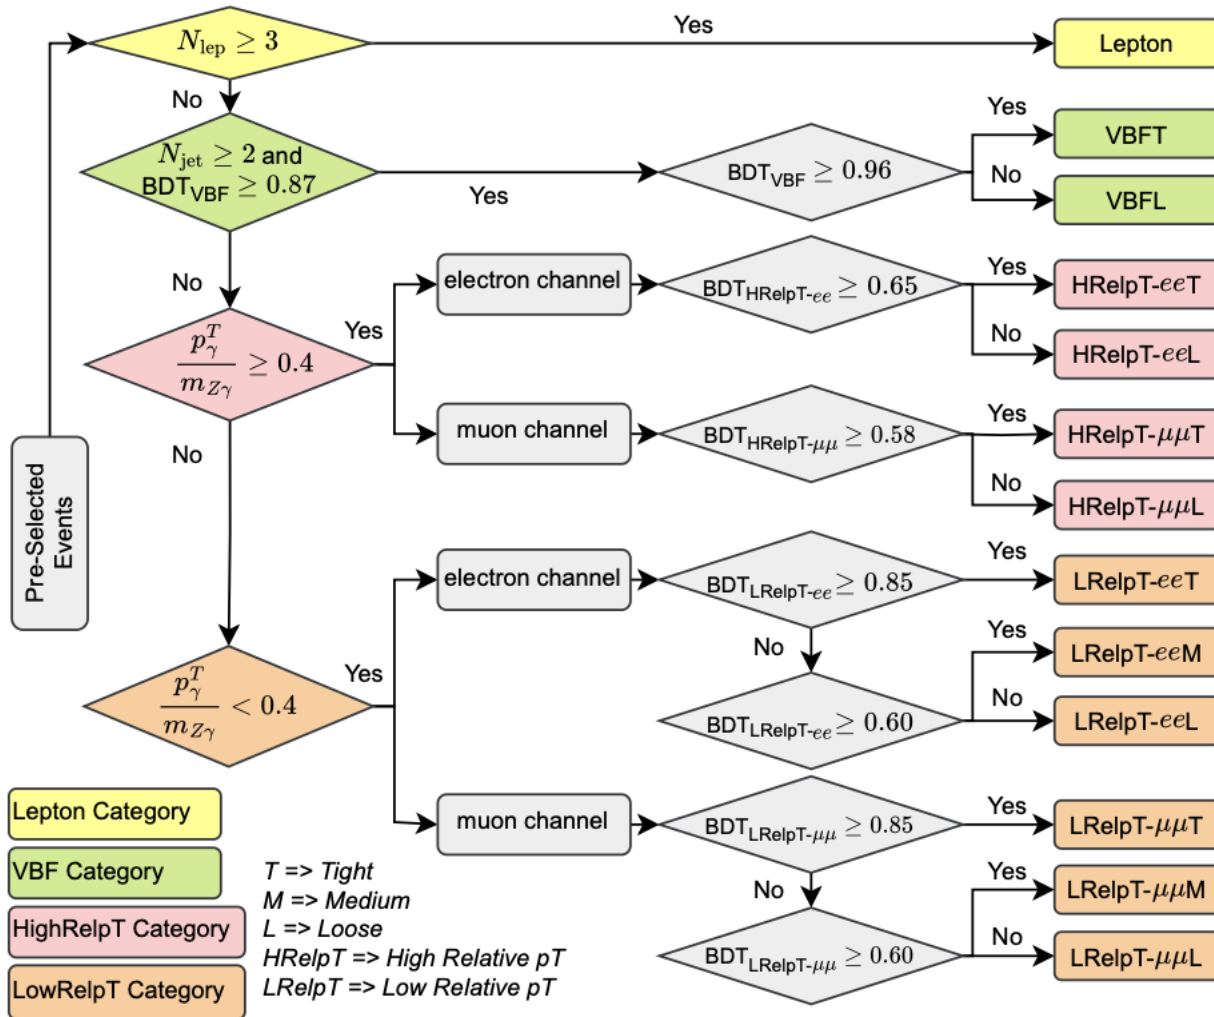 N_lep ≥ 3
Yes
Lepton
No
N_jet ≥ 2 and
BDT_VBF ≥ 0.87
Yes
BDT_VBF ≥ 0.96
Yes
VBFT
No
VBFL
No
p_γ^T / m_Zγ ≥ 0.4
Yes
electron channel
BDT_HRelpT-ee ≥ 0.65
Yes
HRelpT-eeT
No
HRelpT-eeL
muon channel
BDT_HRelpT-μμ ≥ 0.58
Yes
HRelpT-μμT
No
HRelpT-μμL
No
Pre-Selected
Events
p_γ^T / m_Zγ < 0.4
Yes
electron channel
BDT_LRelpT-ee ≥ 0.85
Yes
LRelpT-eeT
No
BDT_LRelpT-ee ≥ 0.60
Yes
LRelpT-eeM
No
LRelpT-eeL
muon channel
BDT_LRelpT-μμ ≥ 0.85
Yes
LRelpT-μμT
No
BDT_LRelpT-μμ ≥ 0.60
Yes
LRelpT-μμM
No
LRelpT-μμL
Lepton Category
VBF Category
HighRelpT Category
LowRelpT Category
T => Tight
M => Medium
L => Loose
HRelpT => High Relative pT
LRelpT => Low Relative pT